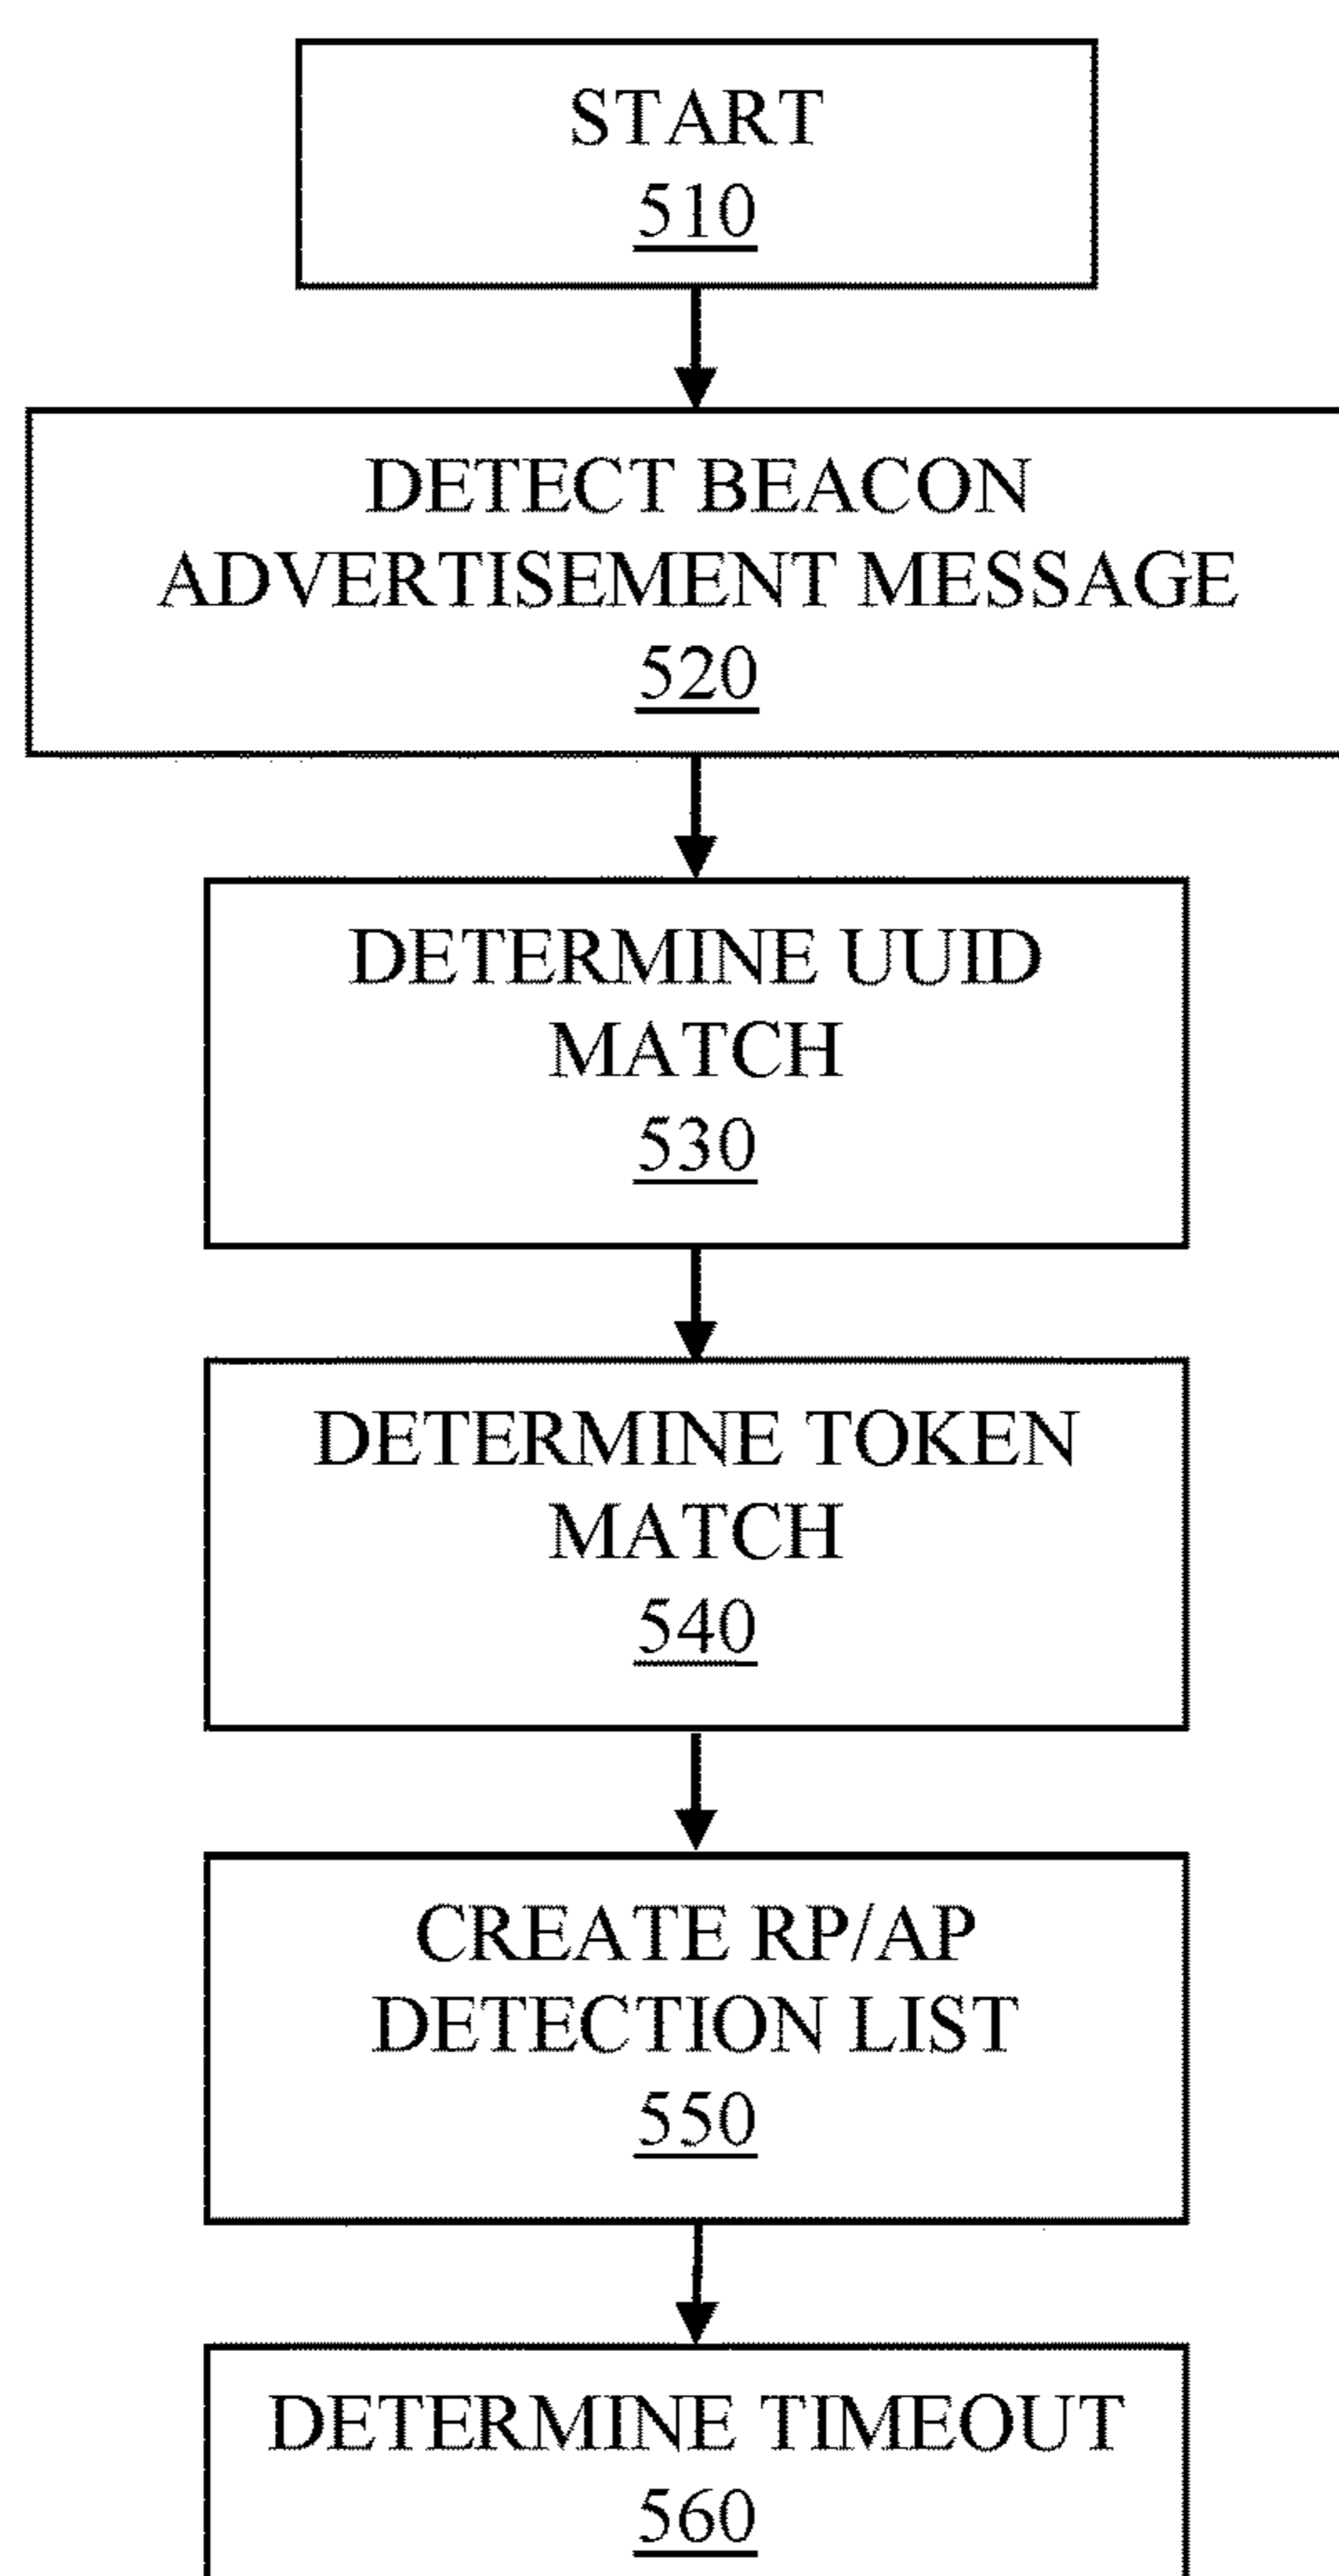 START
510
DETECT BEACON
ADVERTISEMENT MESSAGE
520
DETERMINE UUID
MATCH
530
DETERMINE TOKEN
MATCH
540
CREATE RP/AP
DETECTION LIST
550
DETERMINE TIMEOUT
560